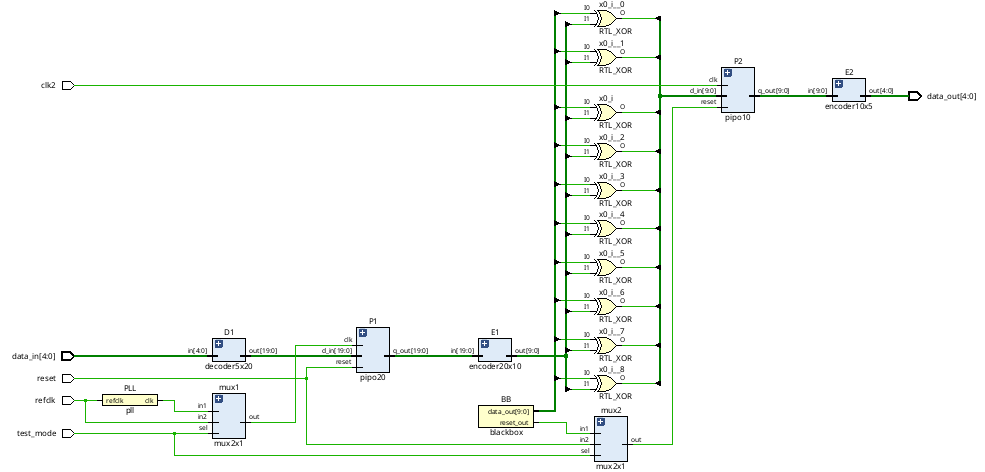 x0_i__0
I0
O
I1
RTL_XOR
x0_i__1
I0
O
I1
RTL_XOR
P2
clk2
clk
d_in[9:0]
q_out[9:0]
reset
pipo10
E2
in[9:0]
out[4:0]
encoder10x5
data_out[4:0]
x0_i
I0
O
I1
RTL_XOR
x0_i__2
I0
O
I1
RTL_XOR
x0_i__3
I0
O
I1
RTL_XOR
x0_i__4
I0
O
I1
RTL_XOR
x0_i__5
I0
O
I1
RTL_XOR
x0_i__6
I0
O
I1
RTL_XOR
x0_i__7
I0
O
I1
RTL_XOR
x0_i__8
I0
O
I1
RTL_XOR
D1
data_in[4:0]
in[4:0]
out[19:0]
decoder5x20
P1
clk
d_in[19:0]
q_out[19:0]
reset
pipo20
E1
in[19:0]
out[9:0]
encoder20x10
reset
refdk
PLL
refdk
clk
pll
mux1
in1
in2
out
sel
mux2x1
test_mode
BB
data_out[9:0]
reset_out
blackbox
mux2
in1
in2
out
sel
mux2x1